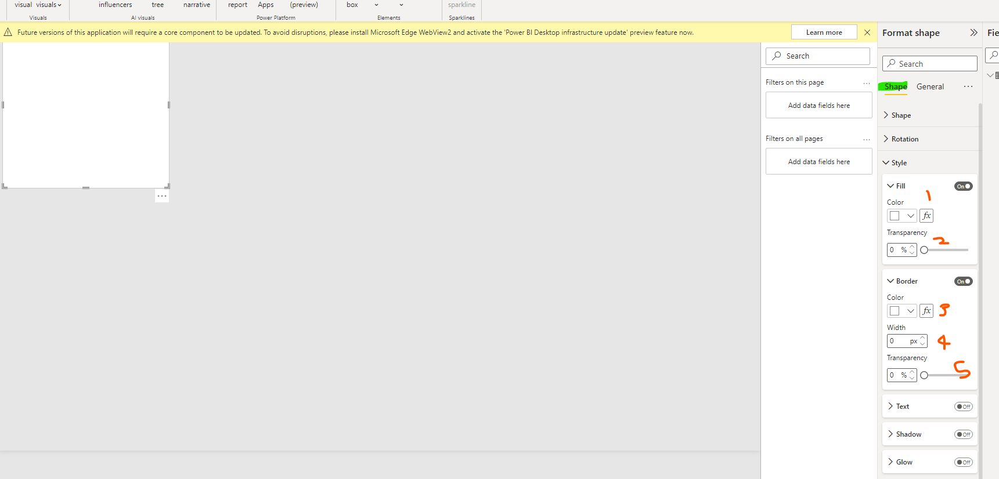 visual visuals
influencers tree narrative
report Apps (preview)
box
sparkline
Visuals
AI visuals
Power Platform
Elements
Sparklines
Future versions of this application will require a core component to be updated. To avoid disruptions, please install Microsoft Edge WebView2 and activate the 'Power BI Desktop infrastructure update' preview feature now.
Learn more
Search
Filters on this page
...
Add data fields here
Filters on all pages
...
Add data fields here
...
Format shape
Search
Shape General ...
Shape
Rotation
Style
Fill On
1
Color
fx
Transparency
2
0 %
Border On
Color
fx 3
Width
0 px 4
Transparency
5
0 %
Text Off
Shadow Off
Glow Off
Fie